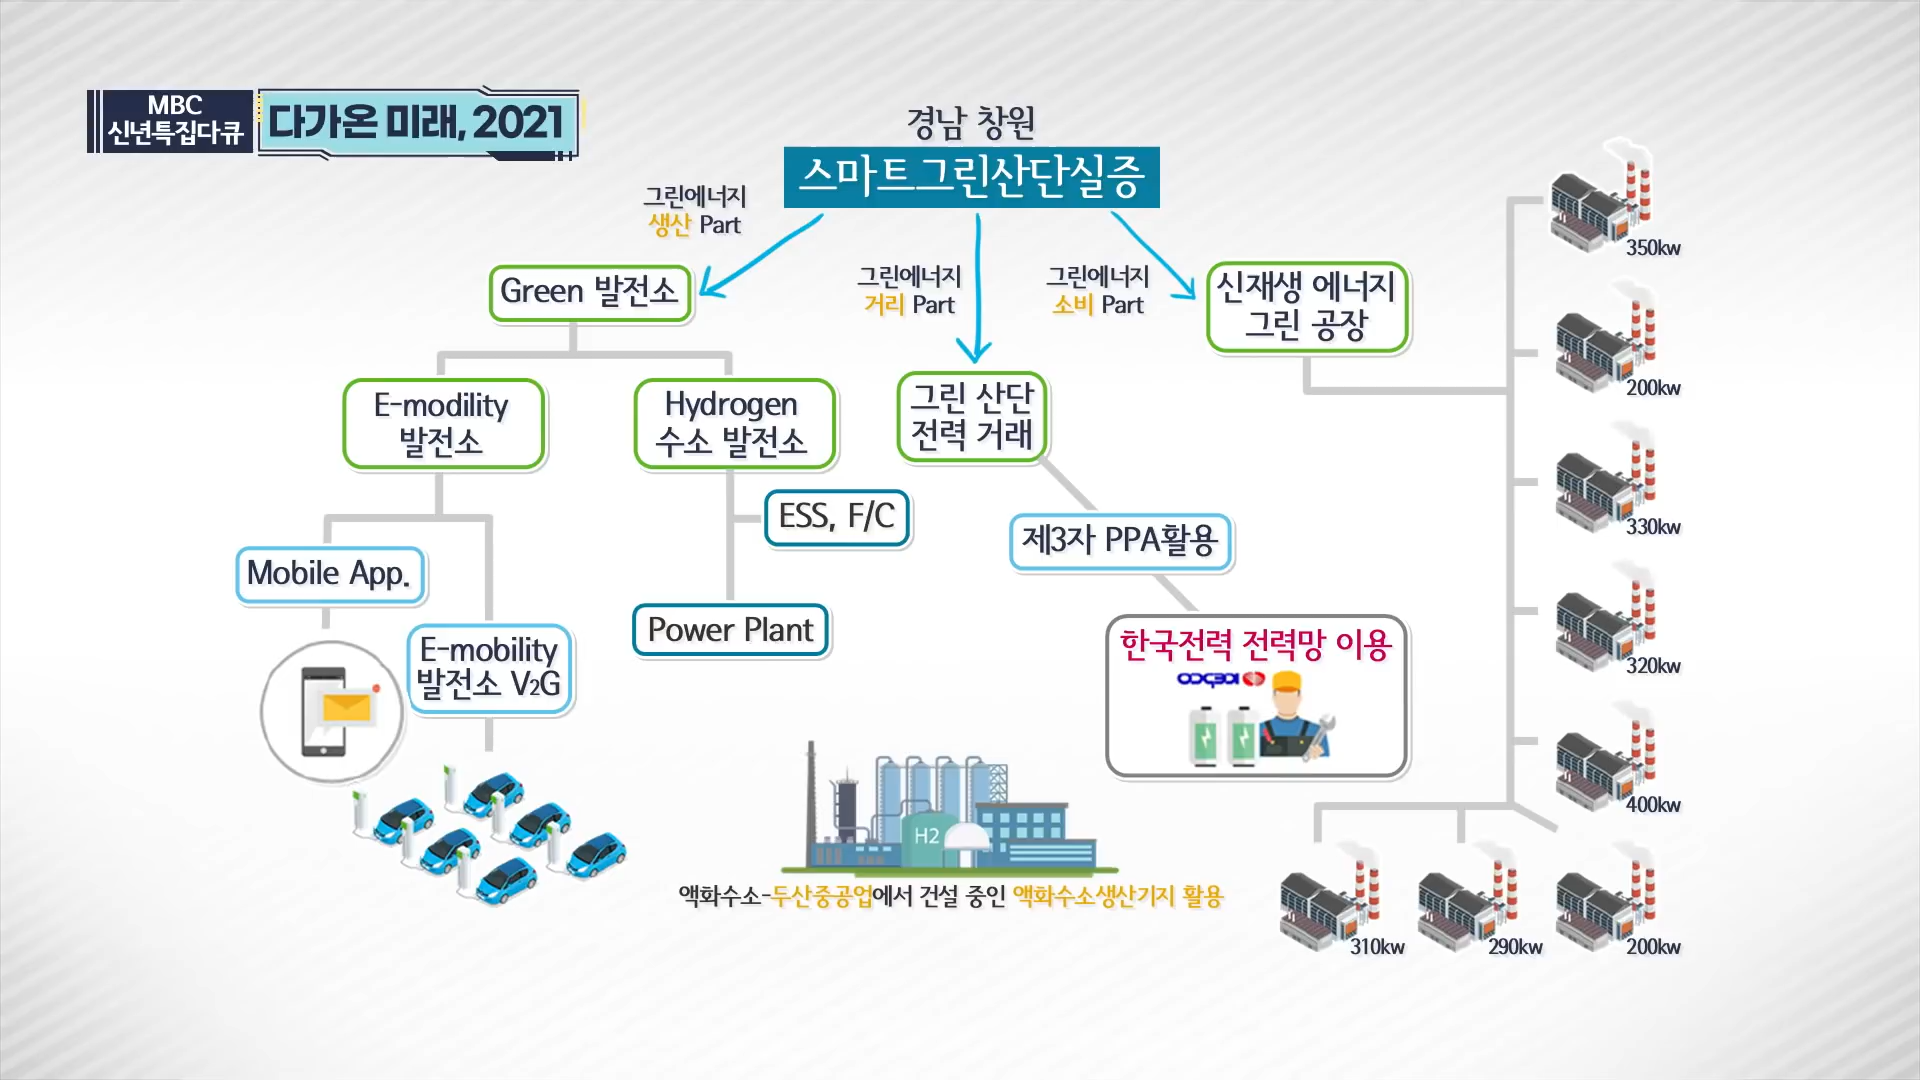 MBC
신년특집다큐
다가온 미래, 2021
경남 창원
스마트그린산단실증
그린에너지
생산 Part
그린에너지
거리 Part
그린에너지
소비 Part
Green 발전소
신재생 에너지
그린 공장
E-modility
발전소
Hydrogen
수소 발전소
그린 산단
전력 거래
ESS, F/C
제3자 PPA활용
Mobile App.
E-mobility
발전소 V2G
Power Plant
한국전력 전력망 이용
KEPCO
H2
액화수소-두산중공업에서 건설 중인 액화수소생산기지 활용
350kw
200kw
330kw
320kw
400kw
310kw
290kw
200kw